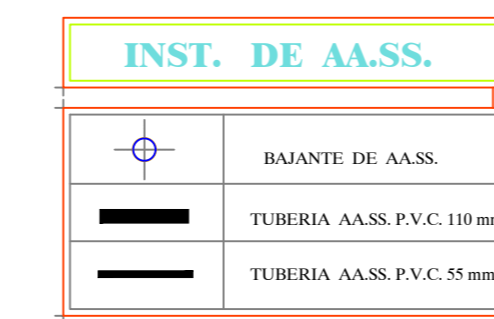 INST. DE AA.SS.
BAJANTE DE AA.SS.
TUBERIA AA.SS. P.V.C. 110 mm
TUBERIA AA.SS. P.V.C. 55 mm